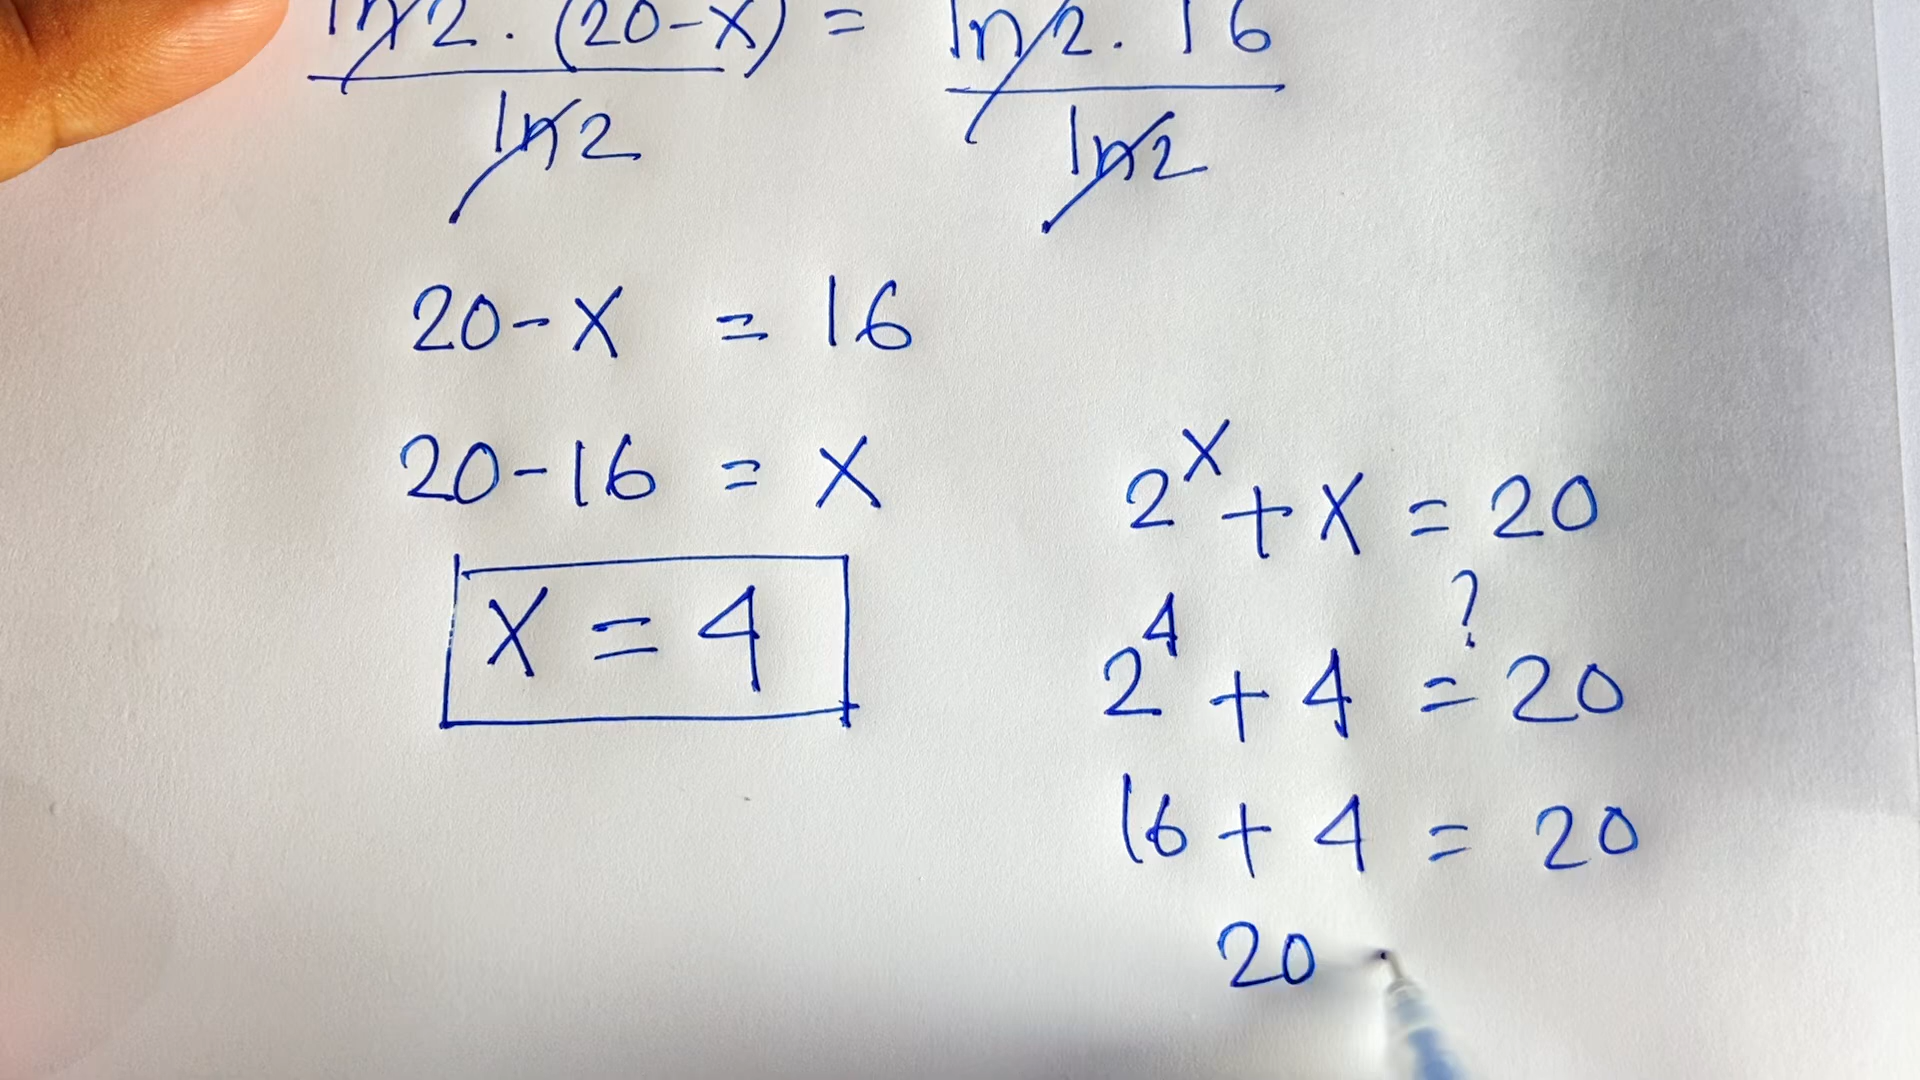 ln2 . (20-x) = ln2 . 16
ln2 ln2
20-x = 16
20-16 = x
x = 4
2^x + x = 20
?
2^4 + 4 = 20
16 + 4 = 20
20